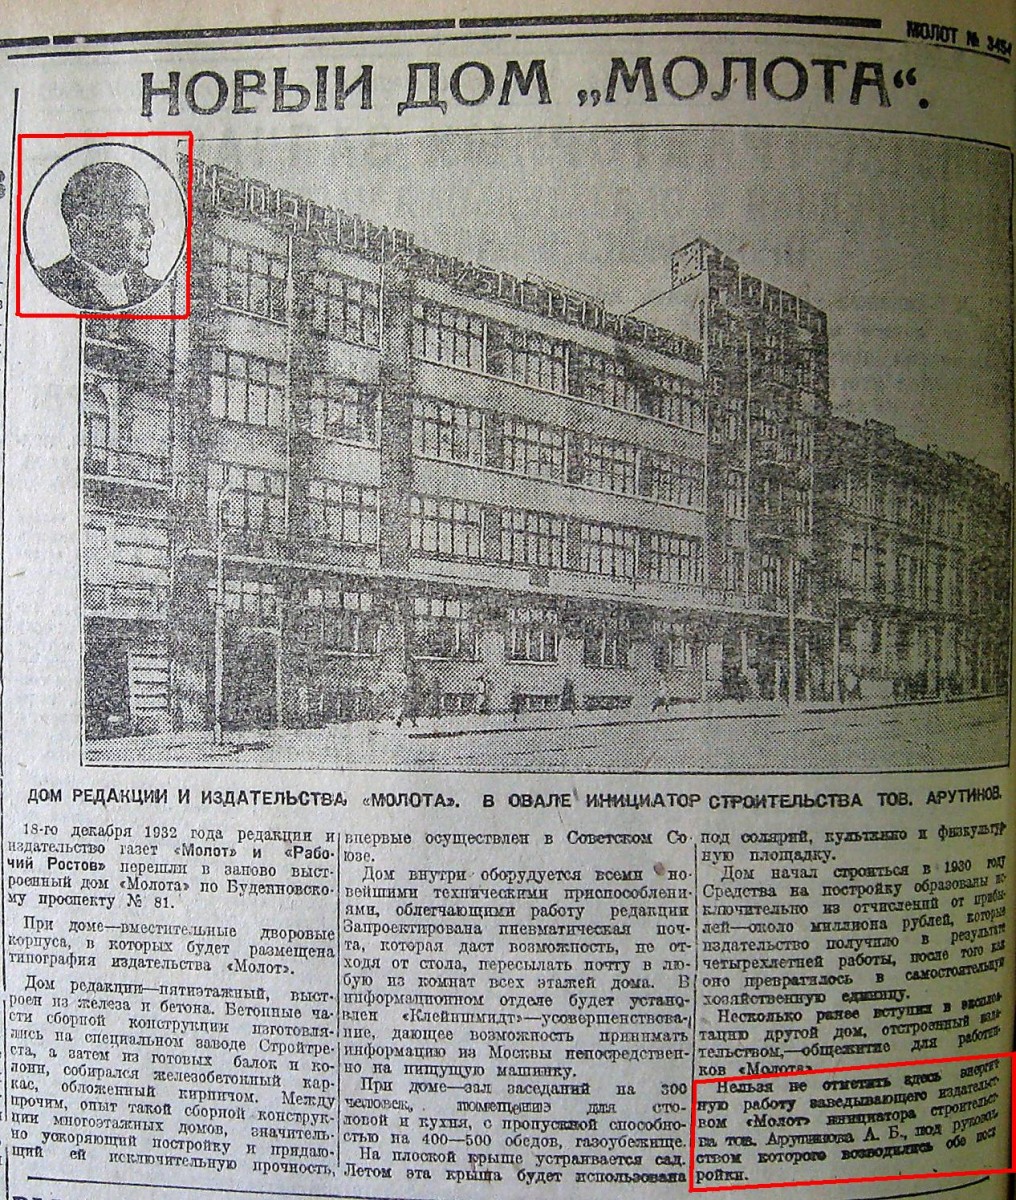 МОЛОТ № 3454
НОВЫЙ ДОМ „МОЛОТА“.
ДОМ РЕДАКЦИИ И ИЗДАТЕЛЬСТВА «МОЛОТА». В ОВАЛЕ ИНИЦИАТОР СТРОИТЕЛЬСТВА ТОВ. АРУТИНОВ.
18-го декабря 1932 года редакции и
издательство газет «Молот» и «Рабо-
чий Ростов» перешли в заново выст-
роенный дом «Молота» по Буденновско-
му проспекту № 81.
При доме—вместительные дворовые
корпуса, в которых будет размещена
типография издательства «Молот».
Дом редакции—пятиэтажный, выст-
роен из железа и бетона. Бетонные ча-
сти сборной конструкции изготовля-
лись на специальном заводе Стройтре-
ста, а затем из готовых балок и ко-
лонн, собирался железобетонный кар-
кас, обложенный кирпичом. Между
прочим, опыт такой сборной конструк-
ции многоэтажных домов, значитель-
но ускоряющий постройку и придаю-
щий ей исключительную прочность,
впервые осуществлен в Советском Со-
юзе.
Дом внутри оборудуется всеми но-
вейшими техническими приспособлени-
ями, облегчающими работу редакции
Запроектирована пневматическая поч-
та, которая даст возможность, не от-
ходя от стола, пересылать почту в лю-
бую из комнат всех этажей дома. В
информационном отделе будет установ-
влен «Клейншмидт»—усовершенствова-
ние, дающее возможность принимать
информацию из Москвы непосредствен-
но на пишущую машинку.
При доме—зал заседаний на 300
человек, помещение для сто-
ловой и кухня, с пропускной способно-
стью на 400—500 обедов, газоубежище.
На плоской крыше устраивается сад.
Летом эта крыша будет использована
под солярий, культкино и физкультур-
ную площадку.
Дом начал строиться в 1930 году
Средства на постройку образованы ис-
ключительно из отчислений от прибы-
лей—около миллиона рублей, которые
издательство получило в результате
четырехлетней работы, после того как
оно превратилось в самостоятельную
хозяйственную единицу.
Несколько ранее вступил в эксплоа-
тацию другой дом, отстроенный изда-
тельством,—общежитие для работни-
ков «Молота».
Нельзя не отметить здесь энергич-
ную работу заведывающего издательст-
вом «Молот» инициатора строительст-
ва тов. Арутинова А. Б., под руковод-
ством которого возводились обе пост
ройки.